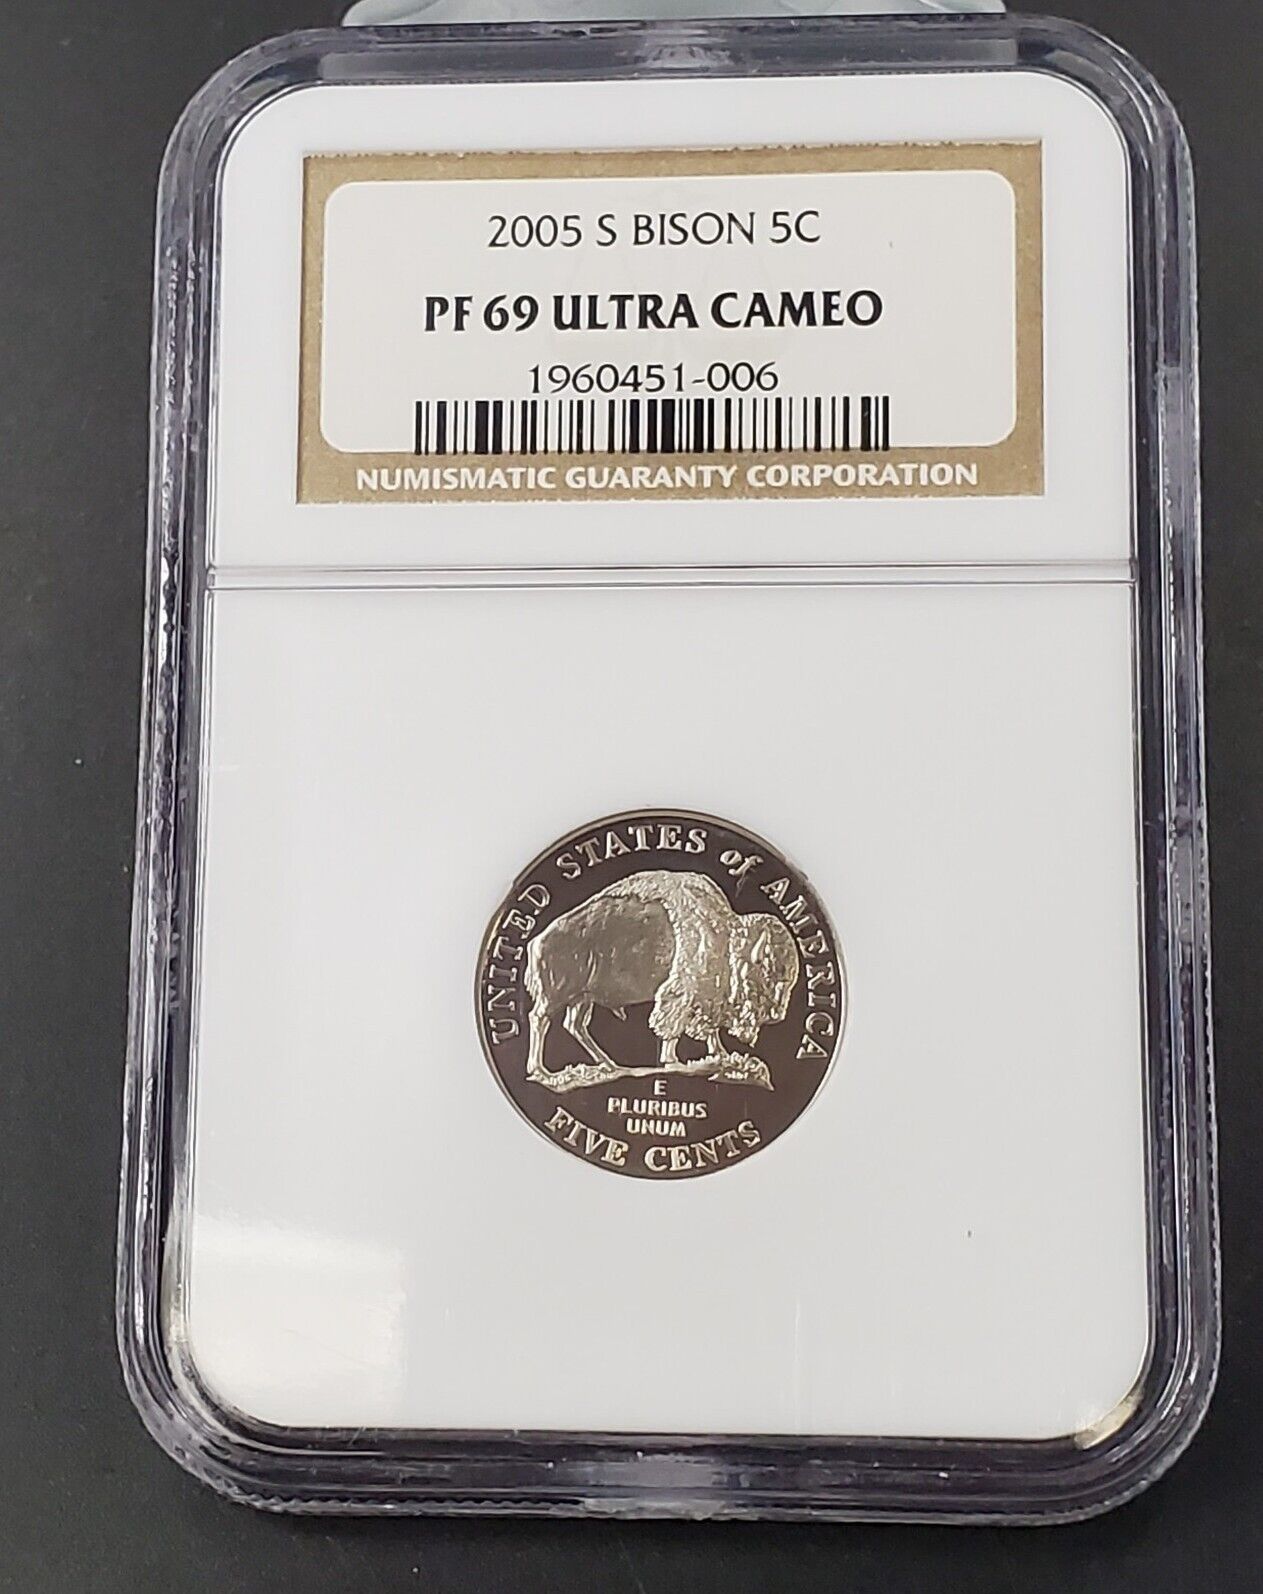 2005 S BISON 5C
PF 69 ULTRA CAMEO
1960451-006
NUMISMATIC GUARANTY CORPORATION
UNITED STATES of AMERICA
E
PLURIBUS
UNUM
FIVE CENTS